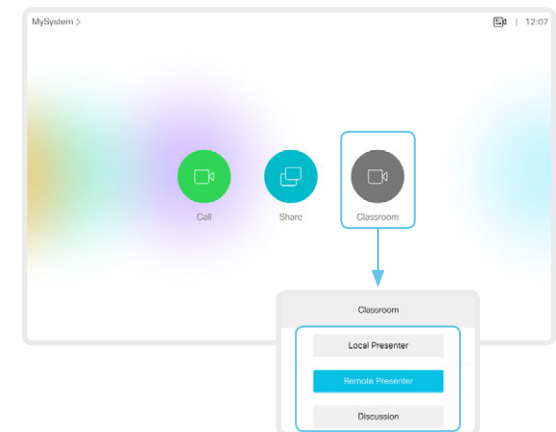 MySystem >
| 12:07
Call
Share
Classroom
Classroom
Local Presenter
Remote Presenter
Discussion